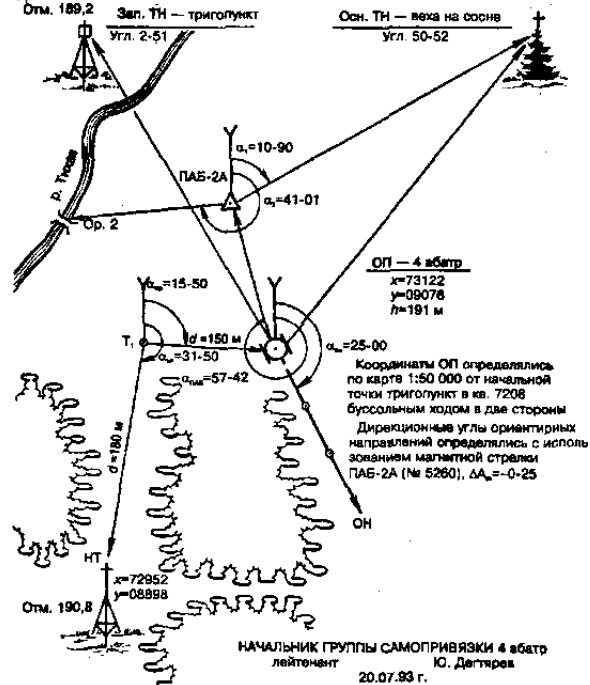 Отм. 189,2
Зап. ТН — тригопункт
Угл. 2-51
Осн. ТН — веха на сосне
Угл. 50-52
α₁=10-90
ПАБ-2А
α₂=41-01
р. Тихая
Ор. 2
ОП — 4 абатр
x=73122
y=09076
h=191 м
=15-50
T₁
d=150 м
=25-00
=31-50
=57-42
d=180 м
Координаты ОП определялись
по карте 1:50 000 от начальной
точки тригопункт в кв. 7208
буссольным ходом в две стороны
Дирекционные углы ориентирных
направлений определялись с исполь
зованием магнитной стрелки
ПАБ-2А (№ 5260), ΔAₘ=–0-25
ОН
НТ
x=72952
y=08898
Отм. 190,8
НАЧАЛЬНИК ГРУППЫ САМОПРИВЯЗКИ 4 абатр
лейтенант Ю. Дегтярев
20.07.93 г.